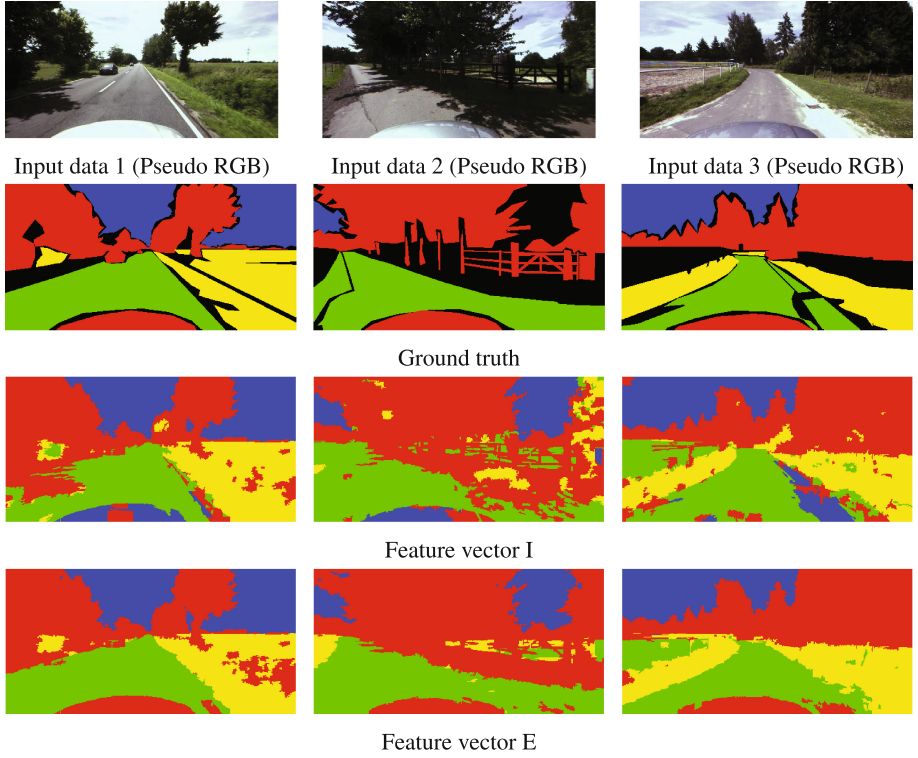 Input data 1 (Pseudo RGB)
Input data 2 (Pseudo RGB)
Input data 3 (Pseudo RGB)
Ground truth
Feature vector I
Feature vector E